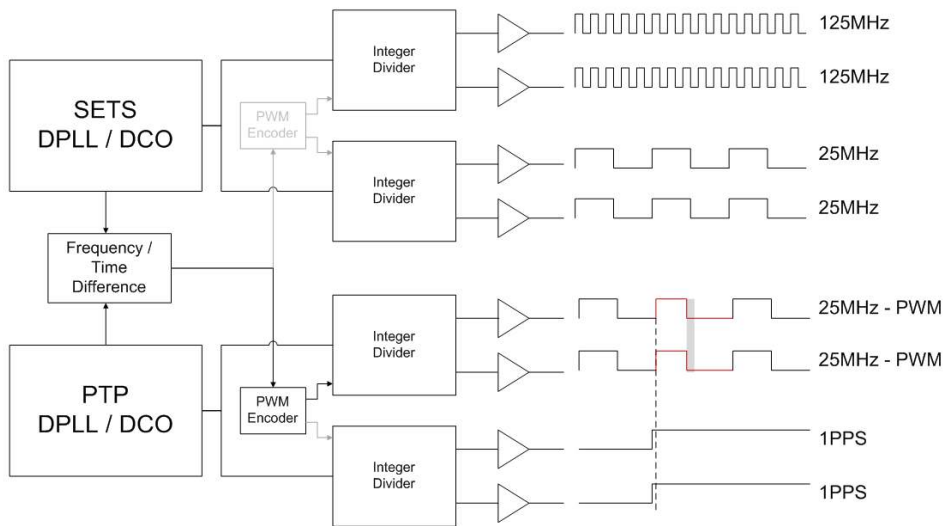 Integer
Divider
125MHz
125MHz
SETS
DPLL / DCO
PWM
Encoder
Integer
Divider
25MHz
25MHz
Frequency /
Time
Difference
Integer
Divider
25MHz - PWM
25MHz - PWM
PTP
DPLL / DCO
PWM
Encoder
Integer
Divider
1PPS
1PPS